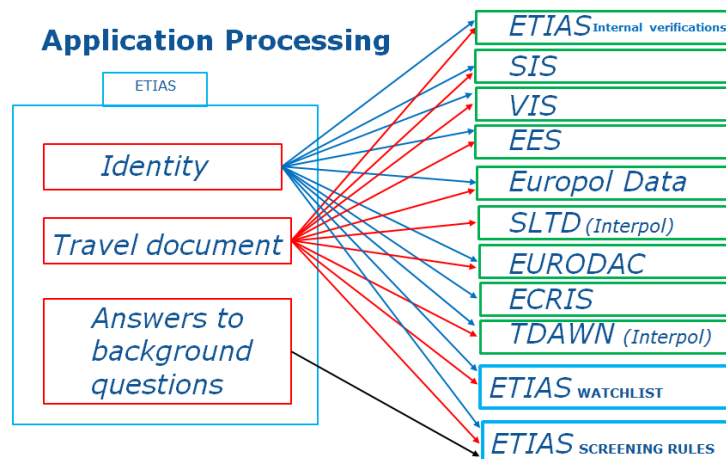 Application Processing
ETIAS
Identity
Travel document
Answers to
background
questions
ETIAS Internal verifications
SIS
VIS
EES
Europol Data
SLTD (Interpol)
EURODAC
ECRIS
TDAWN (Interpol)
ETIAS WATCHLIST
ETIAS SCREENING RULES